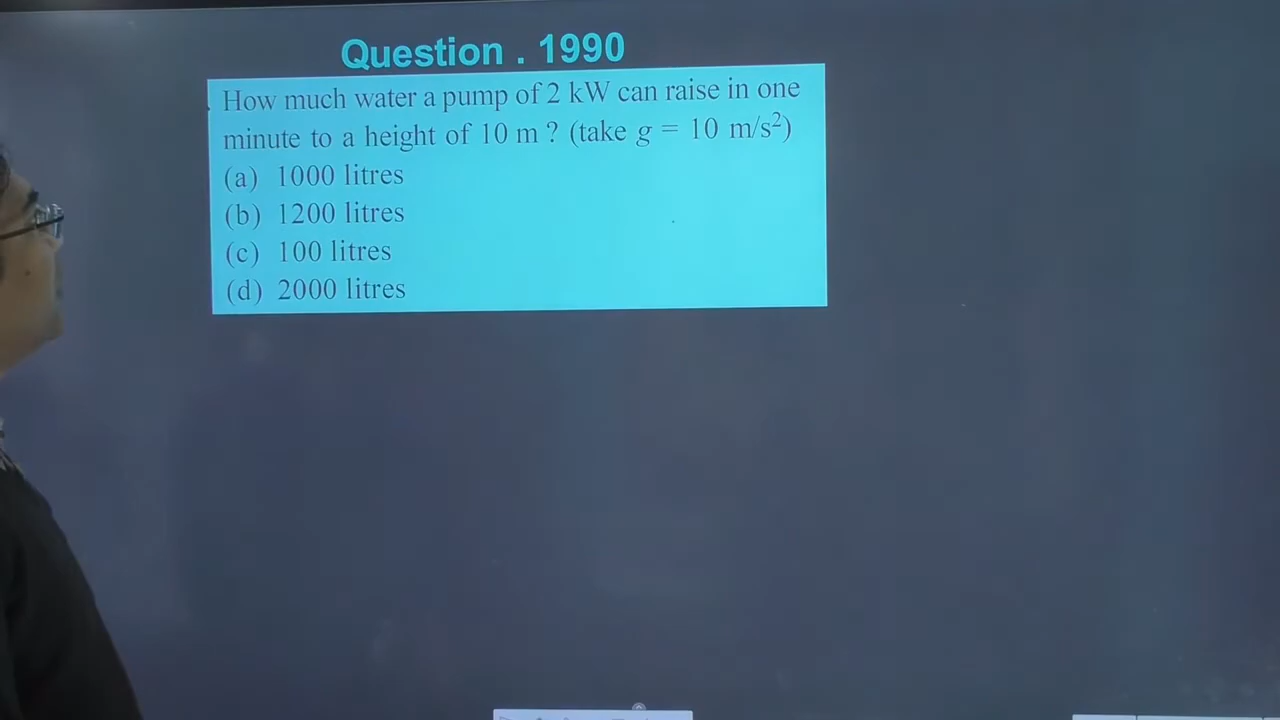 Question . 1990
How much water a pump of 2 kW can raise in one
minute to a height of 10 m ? (take g = 10 m/s²)
(a) 1000 litres
(b) 1200 litres
(c) 100 litres
(d) 2000 litres